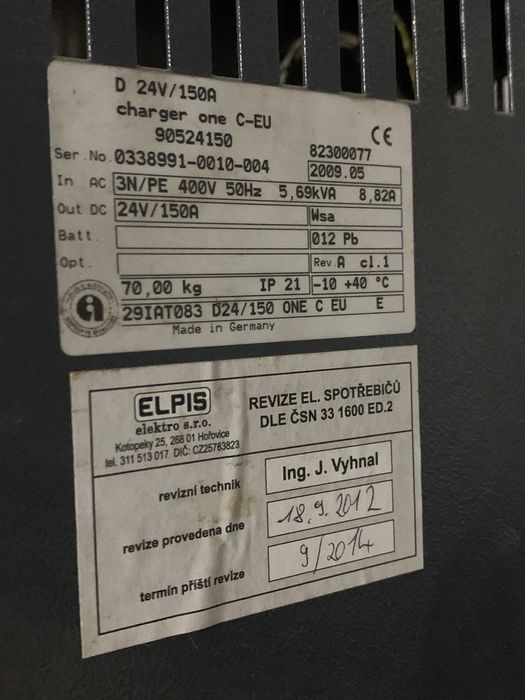 D 24V/150A
charger one C-EU
90524150
CE
82300077
Ser.No. 0338991-0010-004 2009.05
In AC 3N/PE 400V 50Hz 5,69kVA 8,82A
Out DC 24V/150A Wsa
Batt. 012 Pb
Opt. Rev.A cl.1
70,00 kg IP 21 -10 +40 °C
29IAT083 D24/150 ONE C EU E
Made in Germany
ELPIS
elektro s.r.o.
Kotopeky 25, 268 01 Hořovice
tel. 311 513 017 DIČ: CZ25783823
REVIZE EL. SPOTŘEBIČŮ
DLE ČSN 33 1600 ED.2
revizní technik Ing. J. Vyhnal
revize provedena dne 18.9.2012
termín příští revize 9/2014